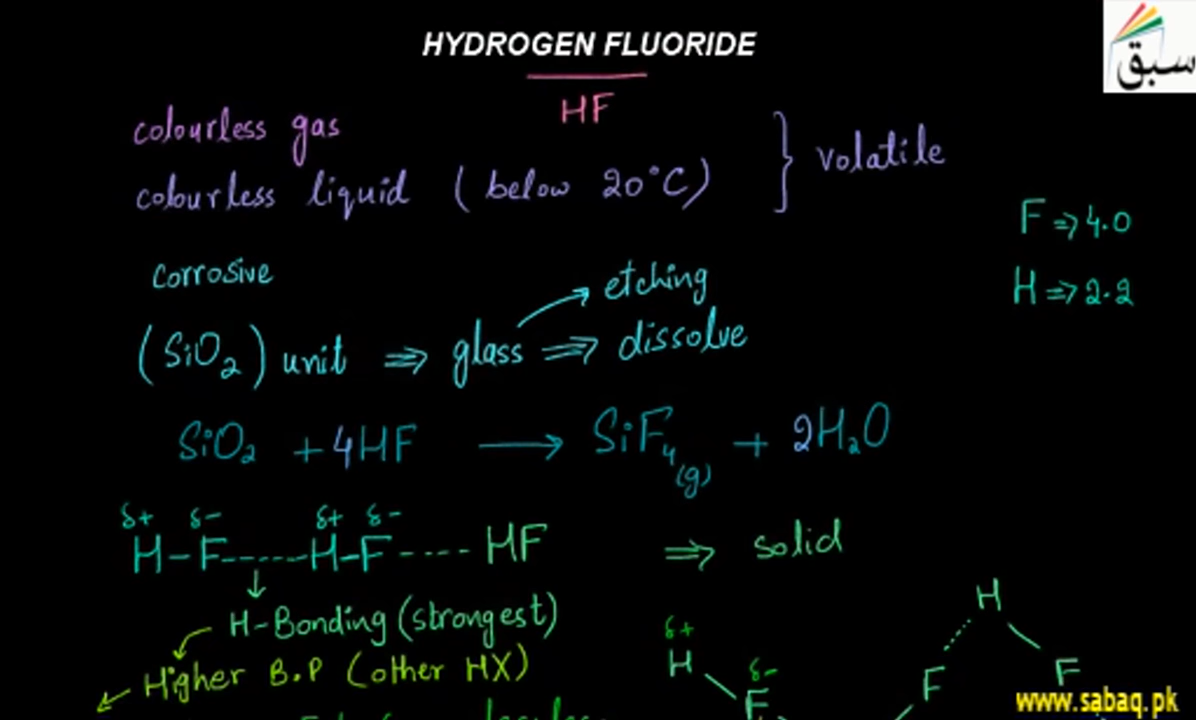 HYDROGEN FLUORIDE
سبق
HF
colourless gas
colourless liquid (below 20°C) } volatile
F ⇒ 4.0
H ⇒ 2.2
corrosive
etching
(SiO₂) unit ⇒ glass ⇒ dissolve
SiO₂ + 4HF ⟶ SiF₄(g) + 2H₂O
δ+ δ- δ+ δ-
H-F-----H-F---- HF ⇒ solid
H-Bonding (strongest)
Higher B.P (other HX)
H
δ+
H
δ-
F
F
F
www.sabaq.pk